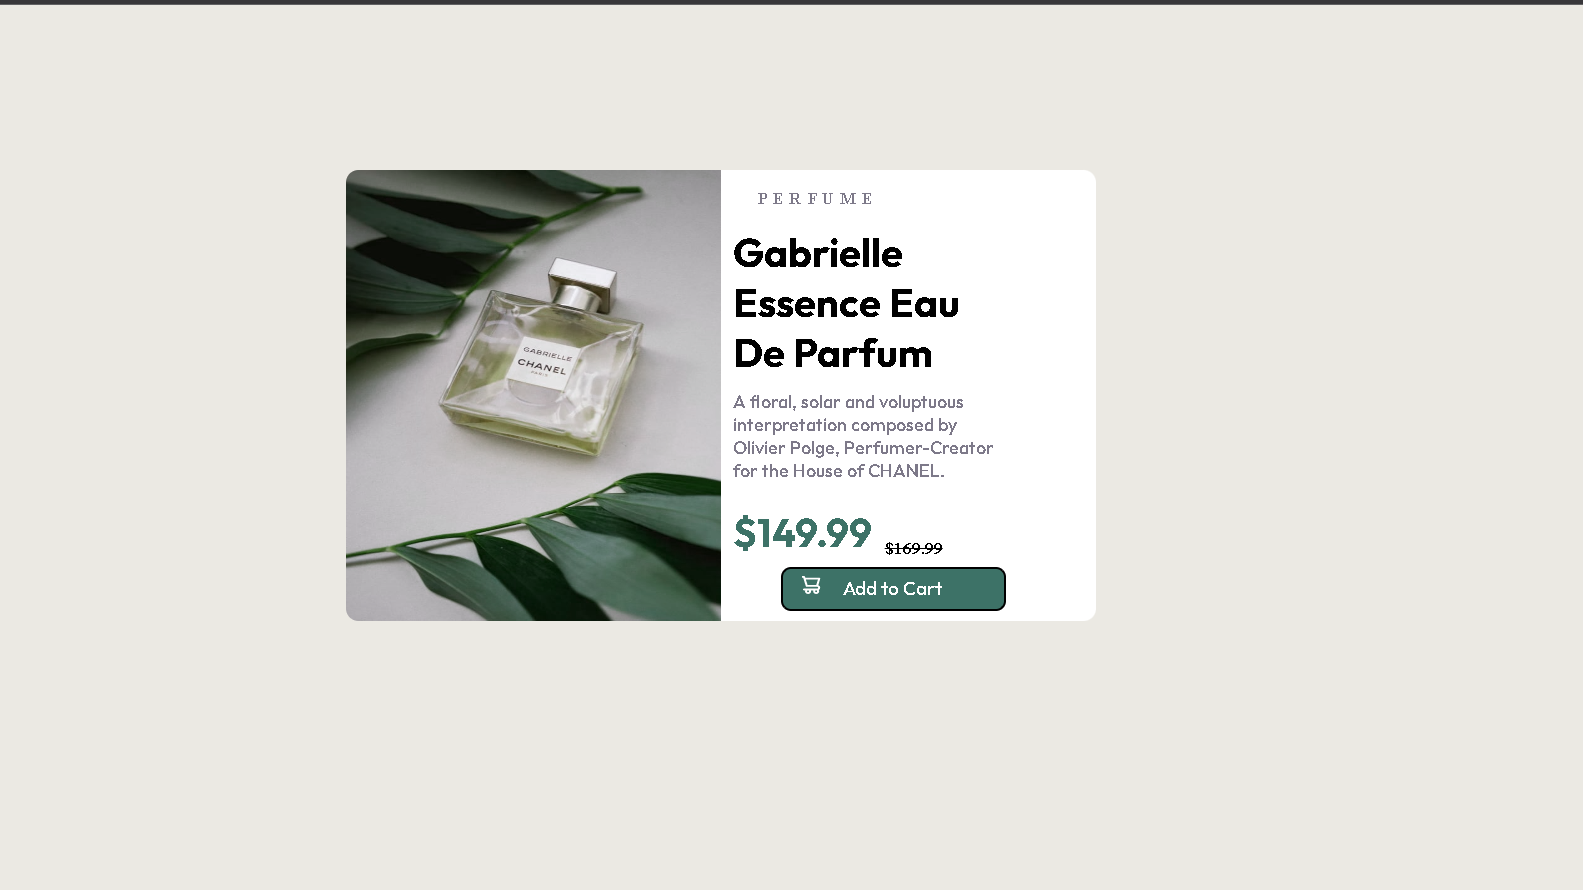 PERFUME
Gabrielle
Essence Eau
De Parfum
A floral, solar and voluptuous
interpretation composed by
Olivier Polge, Perfumer-Creator
for the House of CHANEL.
$149.99 $169.99
Add to Cart
GABRIELLE
CHANEL
PARIS